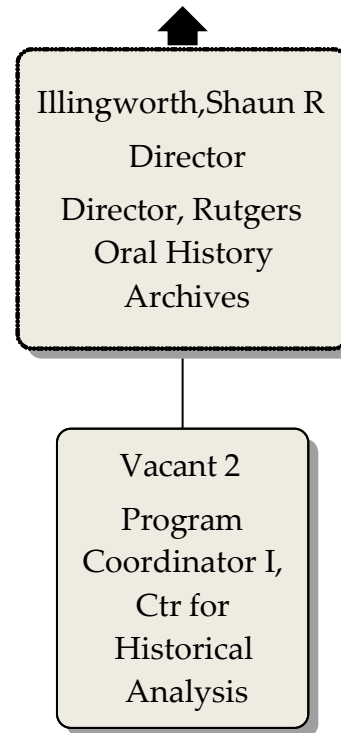 Illingworth,Shaun R
Director
Director, Rutgers
Oral History
Archives
Vacant 2
Program
Coordinator I,
Ctr for
Historical
Analysis